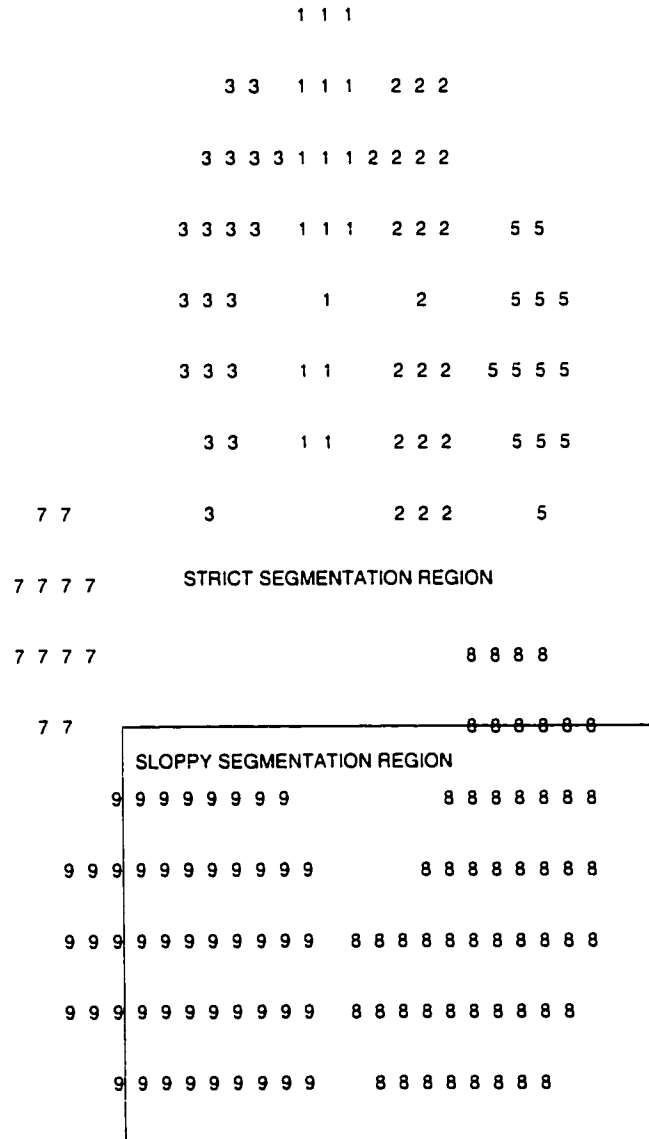 1 1 1
3 3 1 1 1 2 2 2
3 3 3 3 1 1 1 2 2 2 2
3 3 3 3 1 1 1 2 2 2 5 5
3 3 3 1 2 5 5 5
3 3 3 1 1 2 2 2 5 5 5 5
3 3 1 1 2 2 2 5 5 5
7 7 3 2 2 2 5
7 7 7 7 STRICT SEGMENTATION REGION
7 7 7 7 8 8 8 8
7 7 8 8 8 8 8 8
SLOPPY SEGMENTATION REGION
9 9 9 9 9 9 9 9 8 8 8 8 8 8 8
9 9 9 9 9 9 9 9 9 9 9 8 8 8 8 8 8 8 8
9 9 9 9 9 9 9 9 9 9 9 8 8 8 8 8 8 8 8 8 8 8
9 9 9 9 9 9 9 9 9 9 9 8 8 8 8 8 8 8 8 8 8
9 9 9 9 9 9 9 9 9 8 8 8 8 8 8 8 8